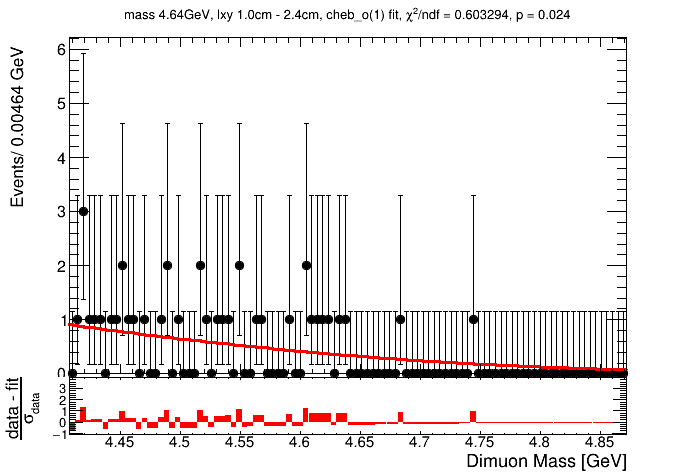 mass 4.64GeV, lxy 1.0cm - 2.4cm, cheb_o(1) fit, χ²/ndf = 0.603294, p = 0.024
Events/ 0.00464 GeV
6
5
4
3
2
1
0
data - fit
σdata
3
2
1
0
−1
4.45 4.5 4.55 4.6 4.65 4.7 4.75 4.8 4.85
Dimuon Mass [GeV]